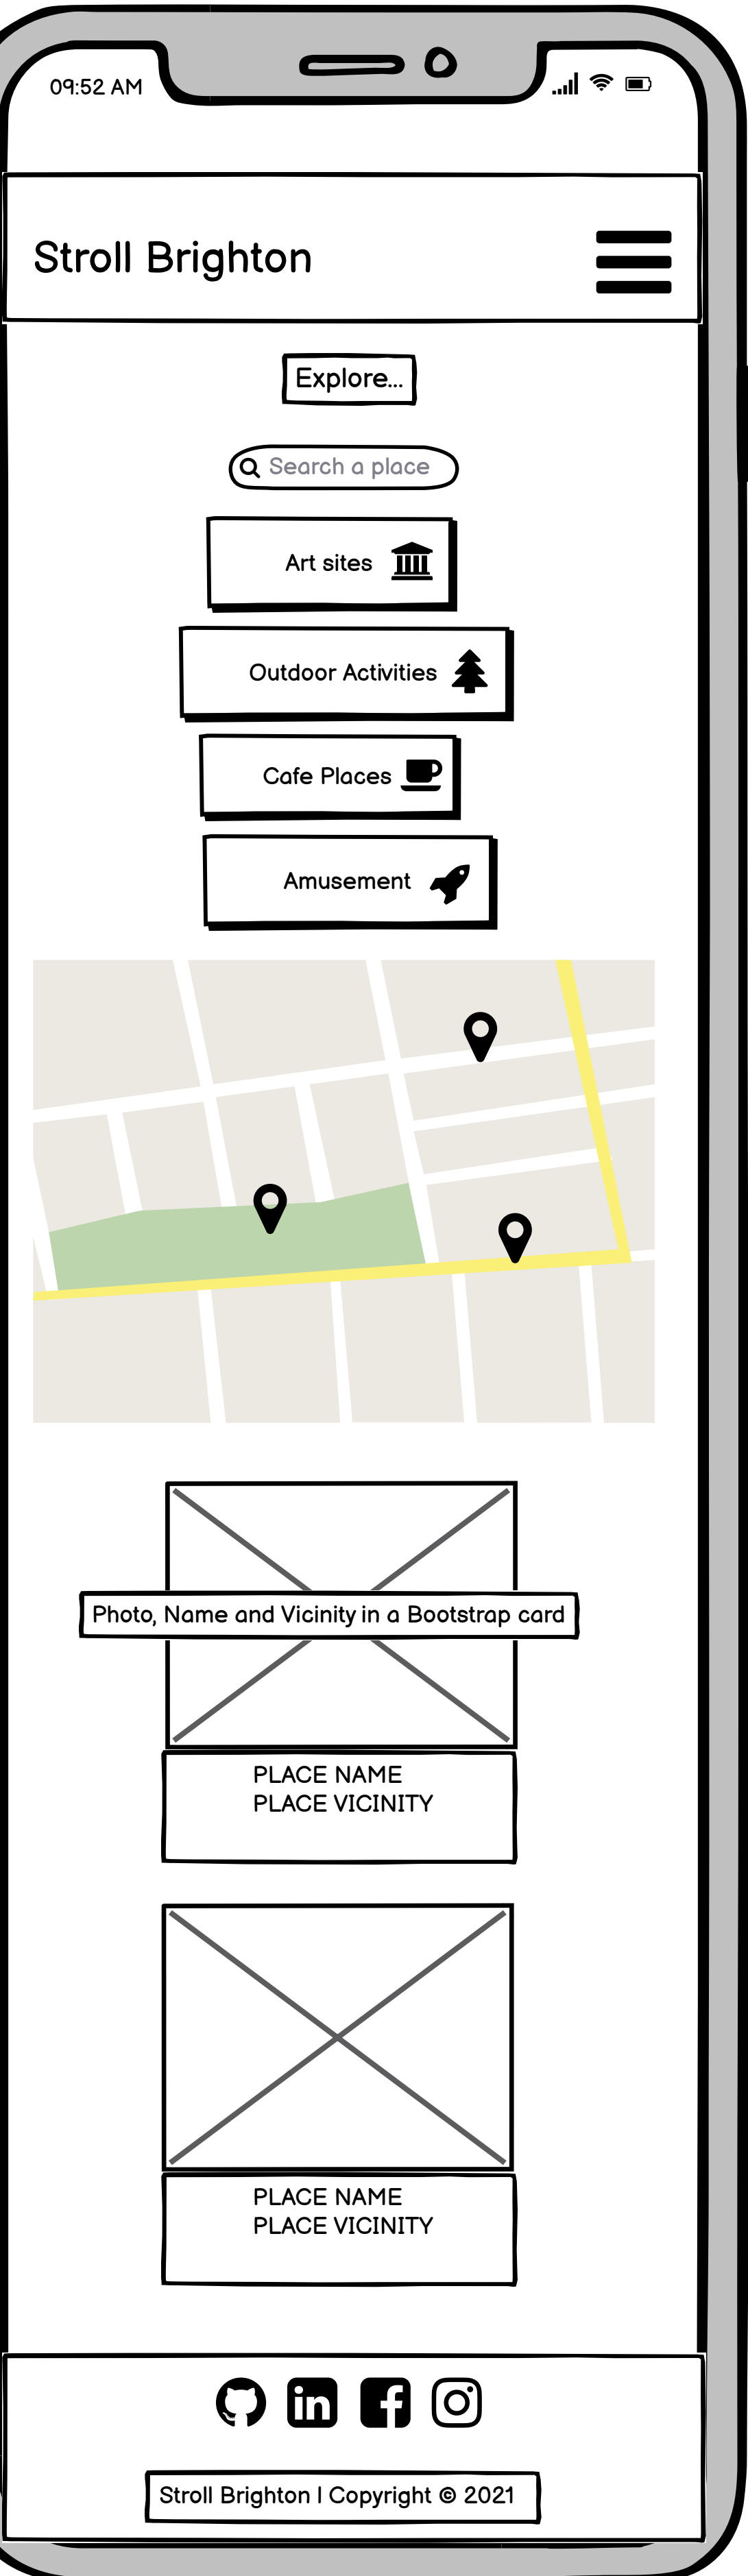 09:52 AM
Stroll Brighton
Explore...
Search a place
Art sites
Outdoor Activities
Cafe Places
Amusement
Photo, Name and Vicinity in a Bootstrap card
PLACE NAME
PLACE VICINITY
PLACE NAME
PLACE VICINITY
Stroll Brighton | Copyright © 2021